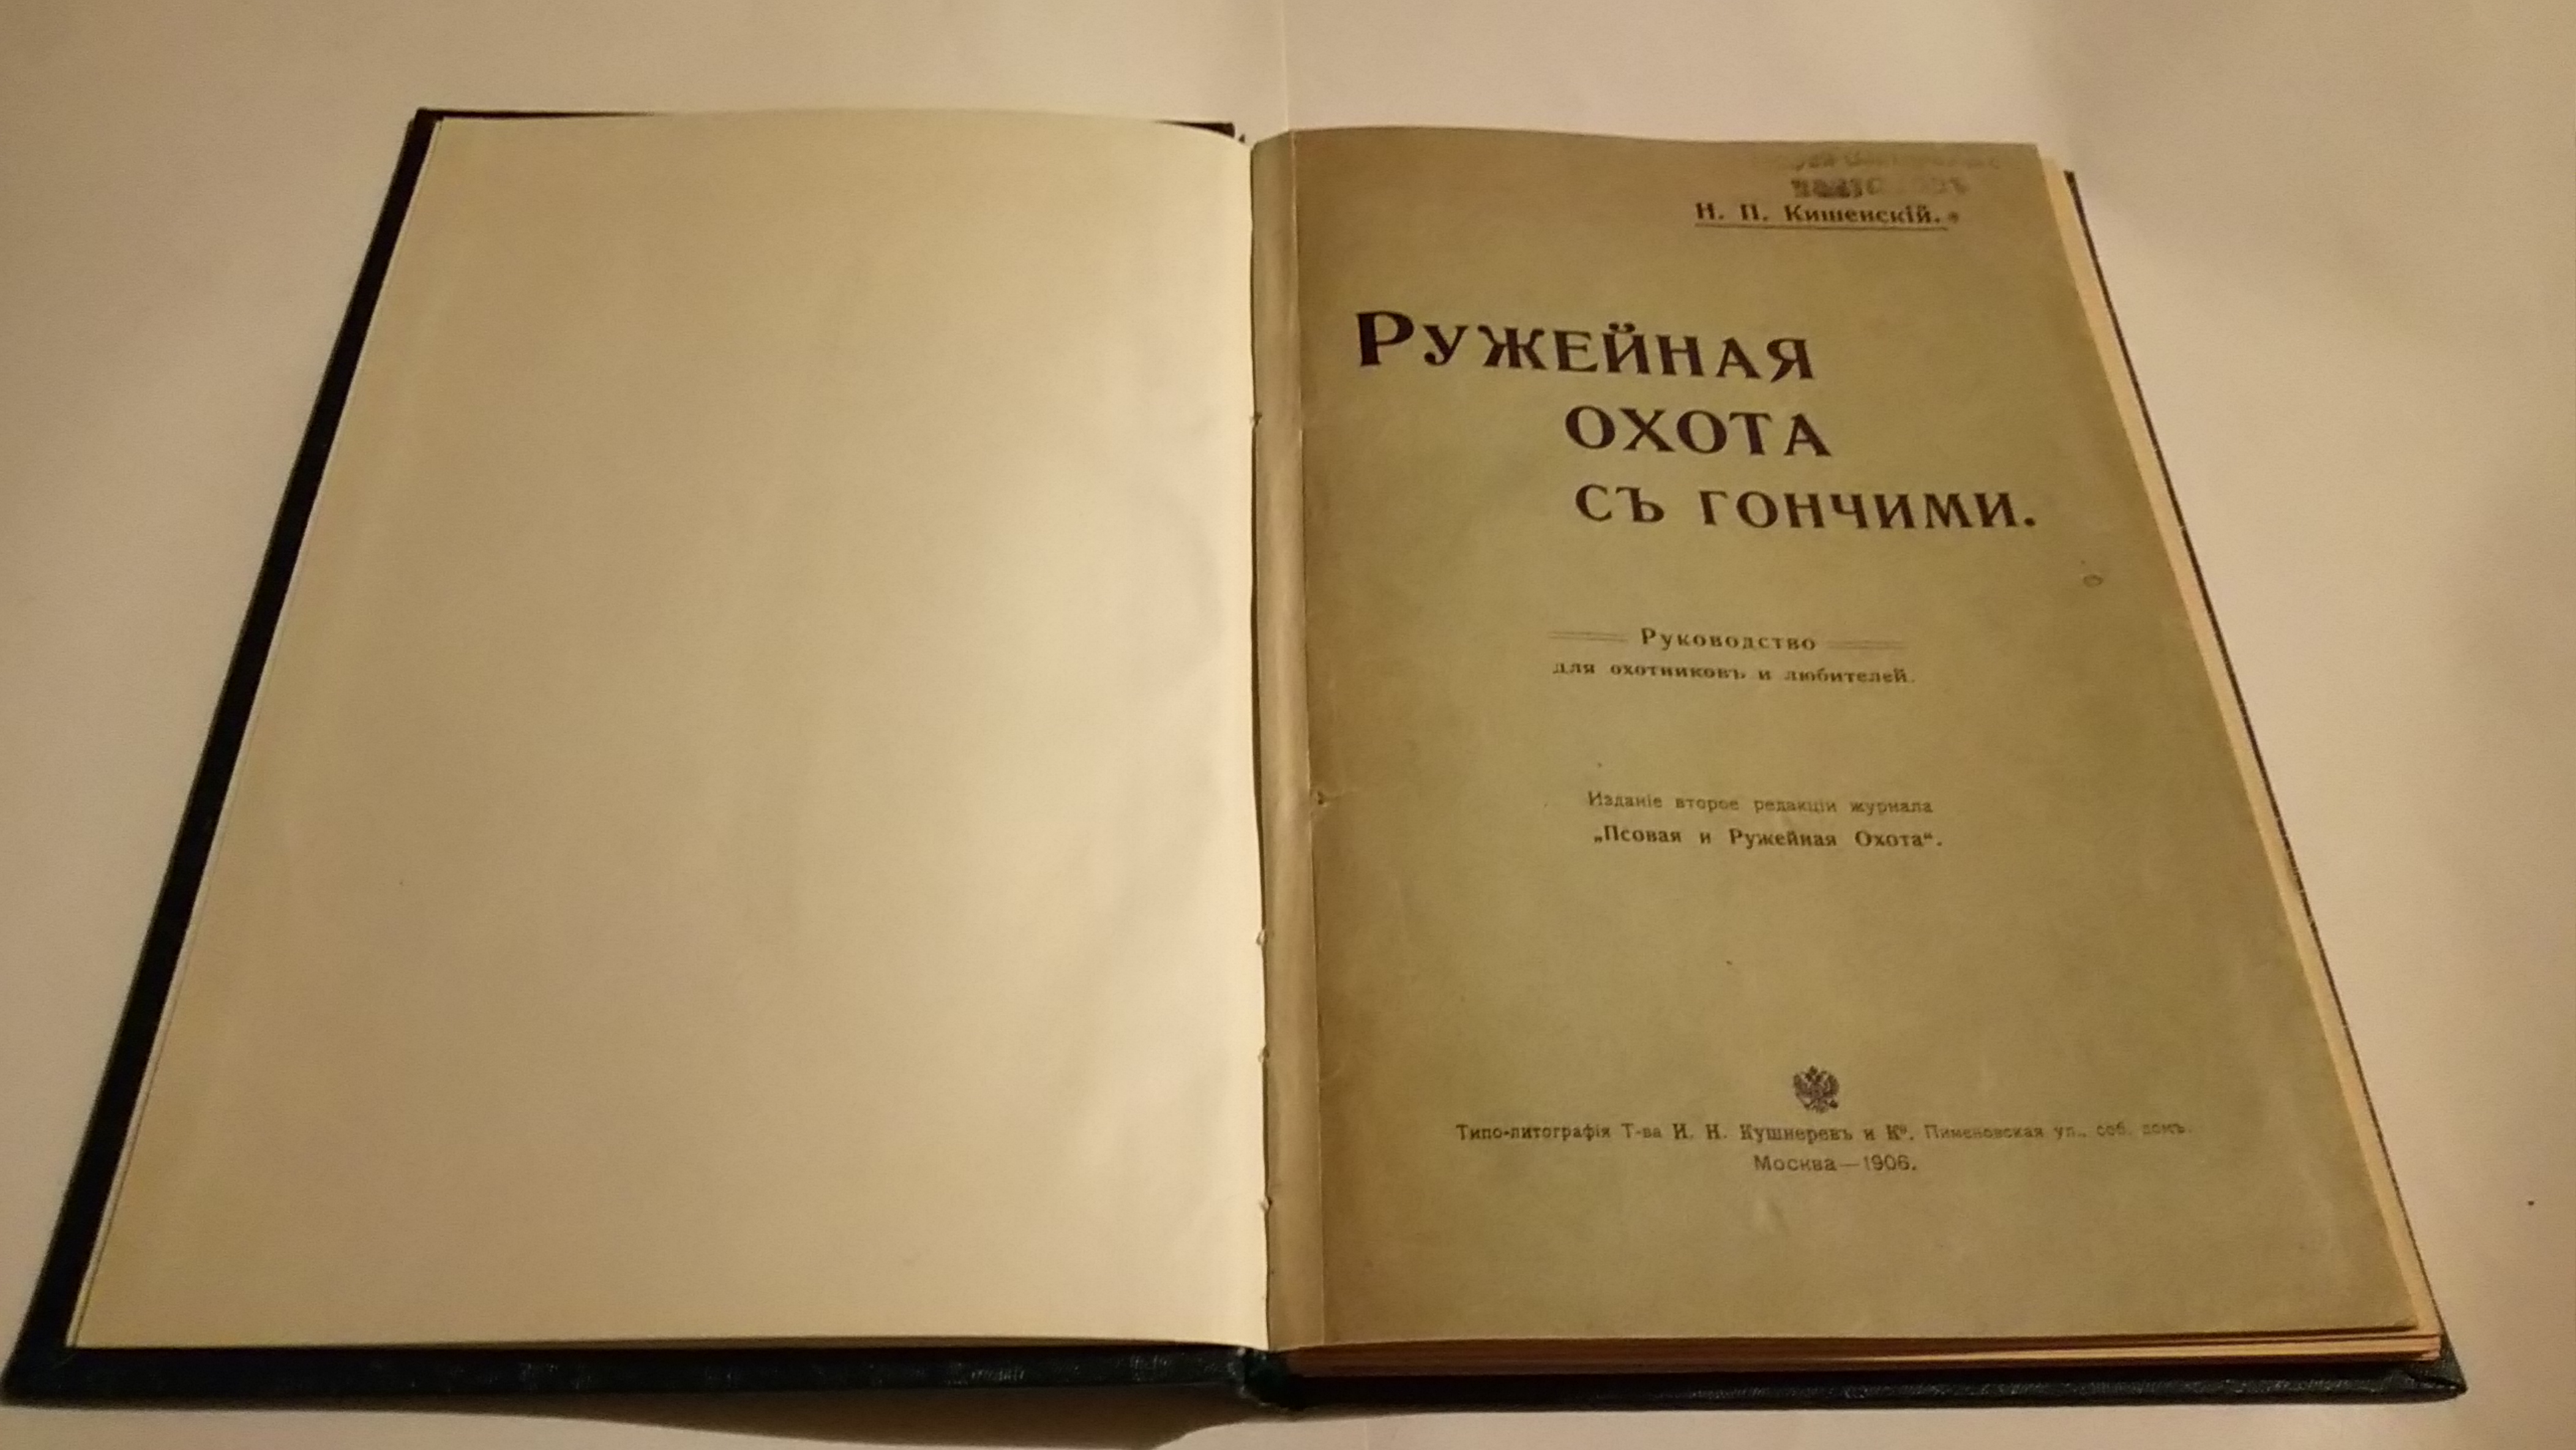 Н. П. Кишенскій.
Ружейная
охота
съ гончими.
Руководство
для охотниковъ и любителей.
Изданіе второе редакціи журнала
„Псовая и Ружейная Охота“.
Типо-литографія Т-ва И. Н. Кушнеревъ и Кº. Пименовская ул., соб. домъ.
Москва—1906.